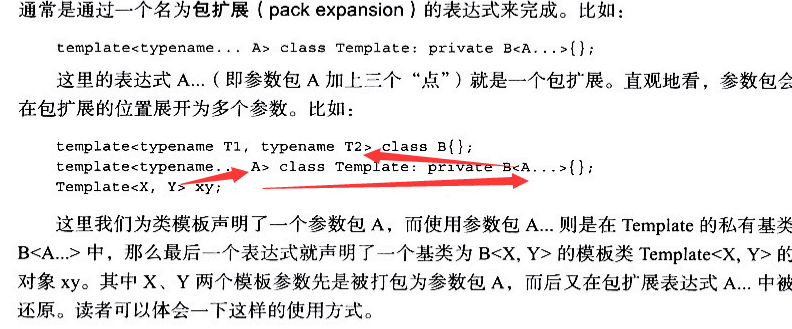 通常是通过一个名为包扩展（pack expansion）的表达式来完成。比如：
template<typename... A> class Template: private B<A...>{};
这里的表达式 A...（即参数包 A 加上三个“点”）就是一个包扩展。直观地看，参数包会
在包扩展的位置展开为多个参数。比如：
template<typename T1, typename T2> class B{};
template<typename... A> class Template: private B<A...>{};
Template<X, Y> xy;
这里我们为类模板声明了一个参数包 A，而使用参数包 A... 则是在 Template 的私有基类
B<A...> 中，那么最后一个表达式就声明了一个基类为 B<X, Y> 的模板类 Template<X, Y> 的
对象 xy。其中 X、Y 两个模板参数先是被打包为参数包 A，而后又在包扩展表达式 A... 中被
还原。读者可以体会一下这样的使用方式。